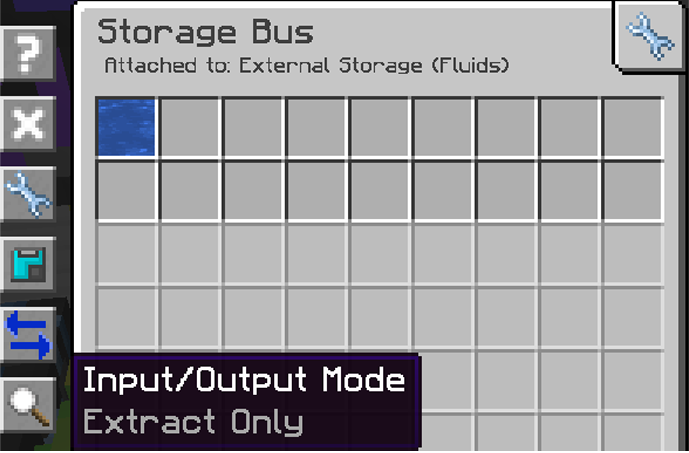 Storage Bus
Attached to: External Storage (Fluids)
Input/Output Mode
Extract Only